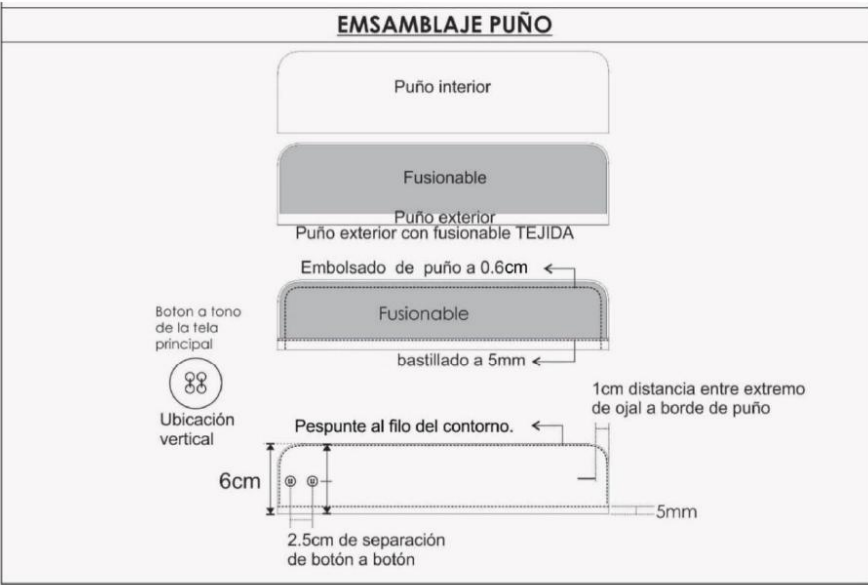 EMSAMBLAJE PUÑO
Puño interior
Fusionable
Puño exterior
Puño exterior con fusionable TEJIDA
Embolsado de puño a 0.6cm
Fusionable
Boton a tono
de la tela
principal
bastillado a 5mm
Ubicación
vertical
1cm distancia entre extremo
de ojal a borde de puño
Pespunte al filo del contorno.
6cm
5mm
2.5cm de separación
de botón a botón